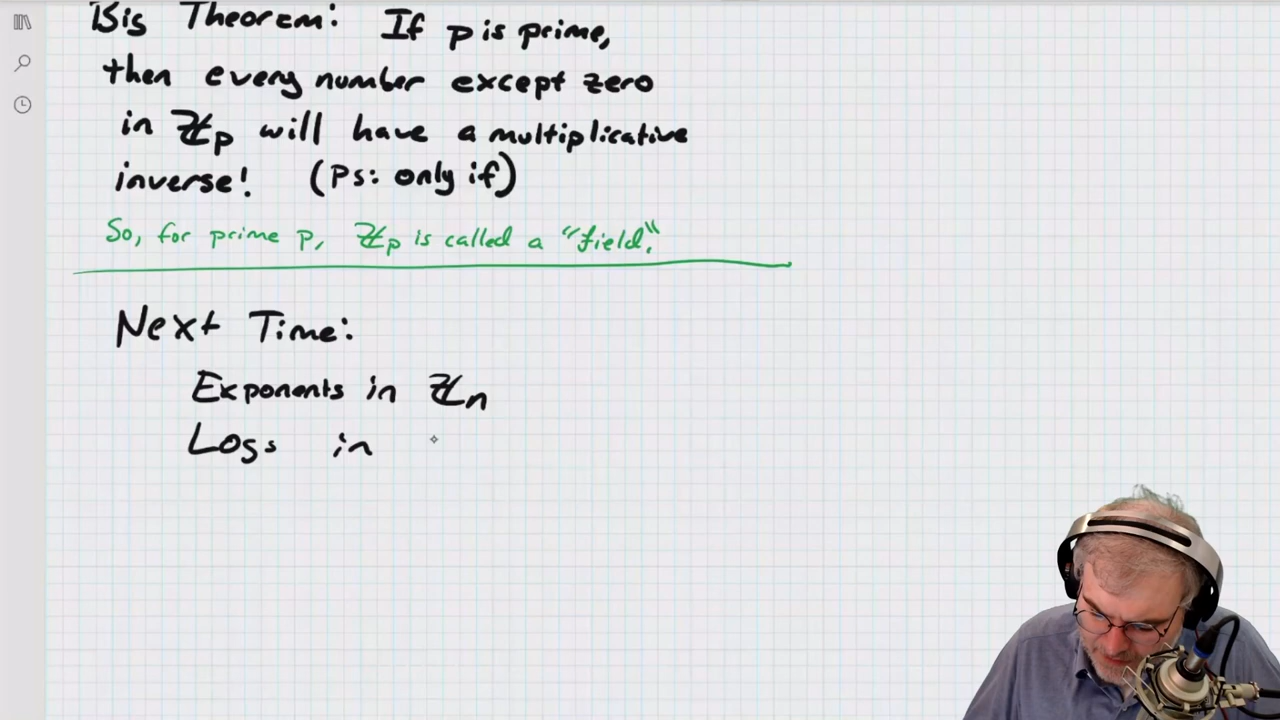 Big Theorem: If p is prime,
then every number except zero
in ℤp will have a multiplicative
inverse! (Ps: only if)
So, for prime p, ℤp is called a "field."
Next Time:
Exponents in ℤn
Logs in